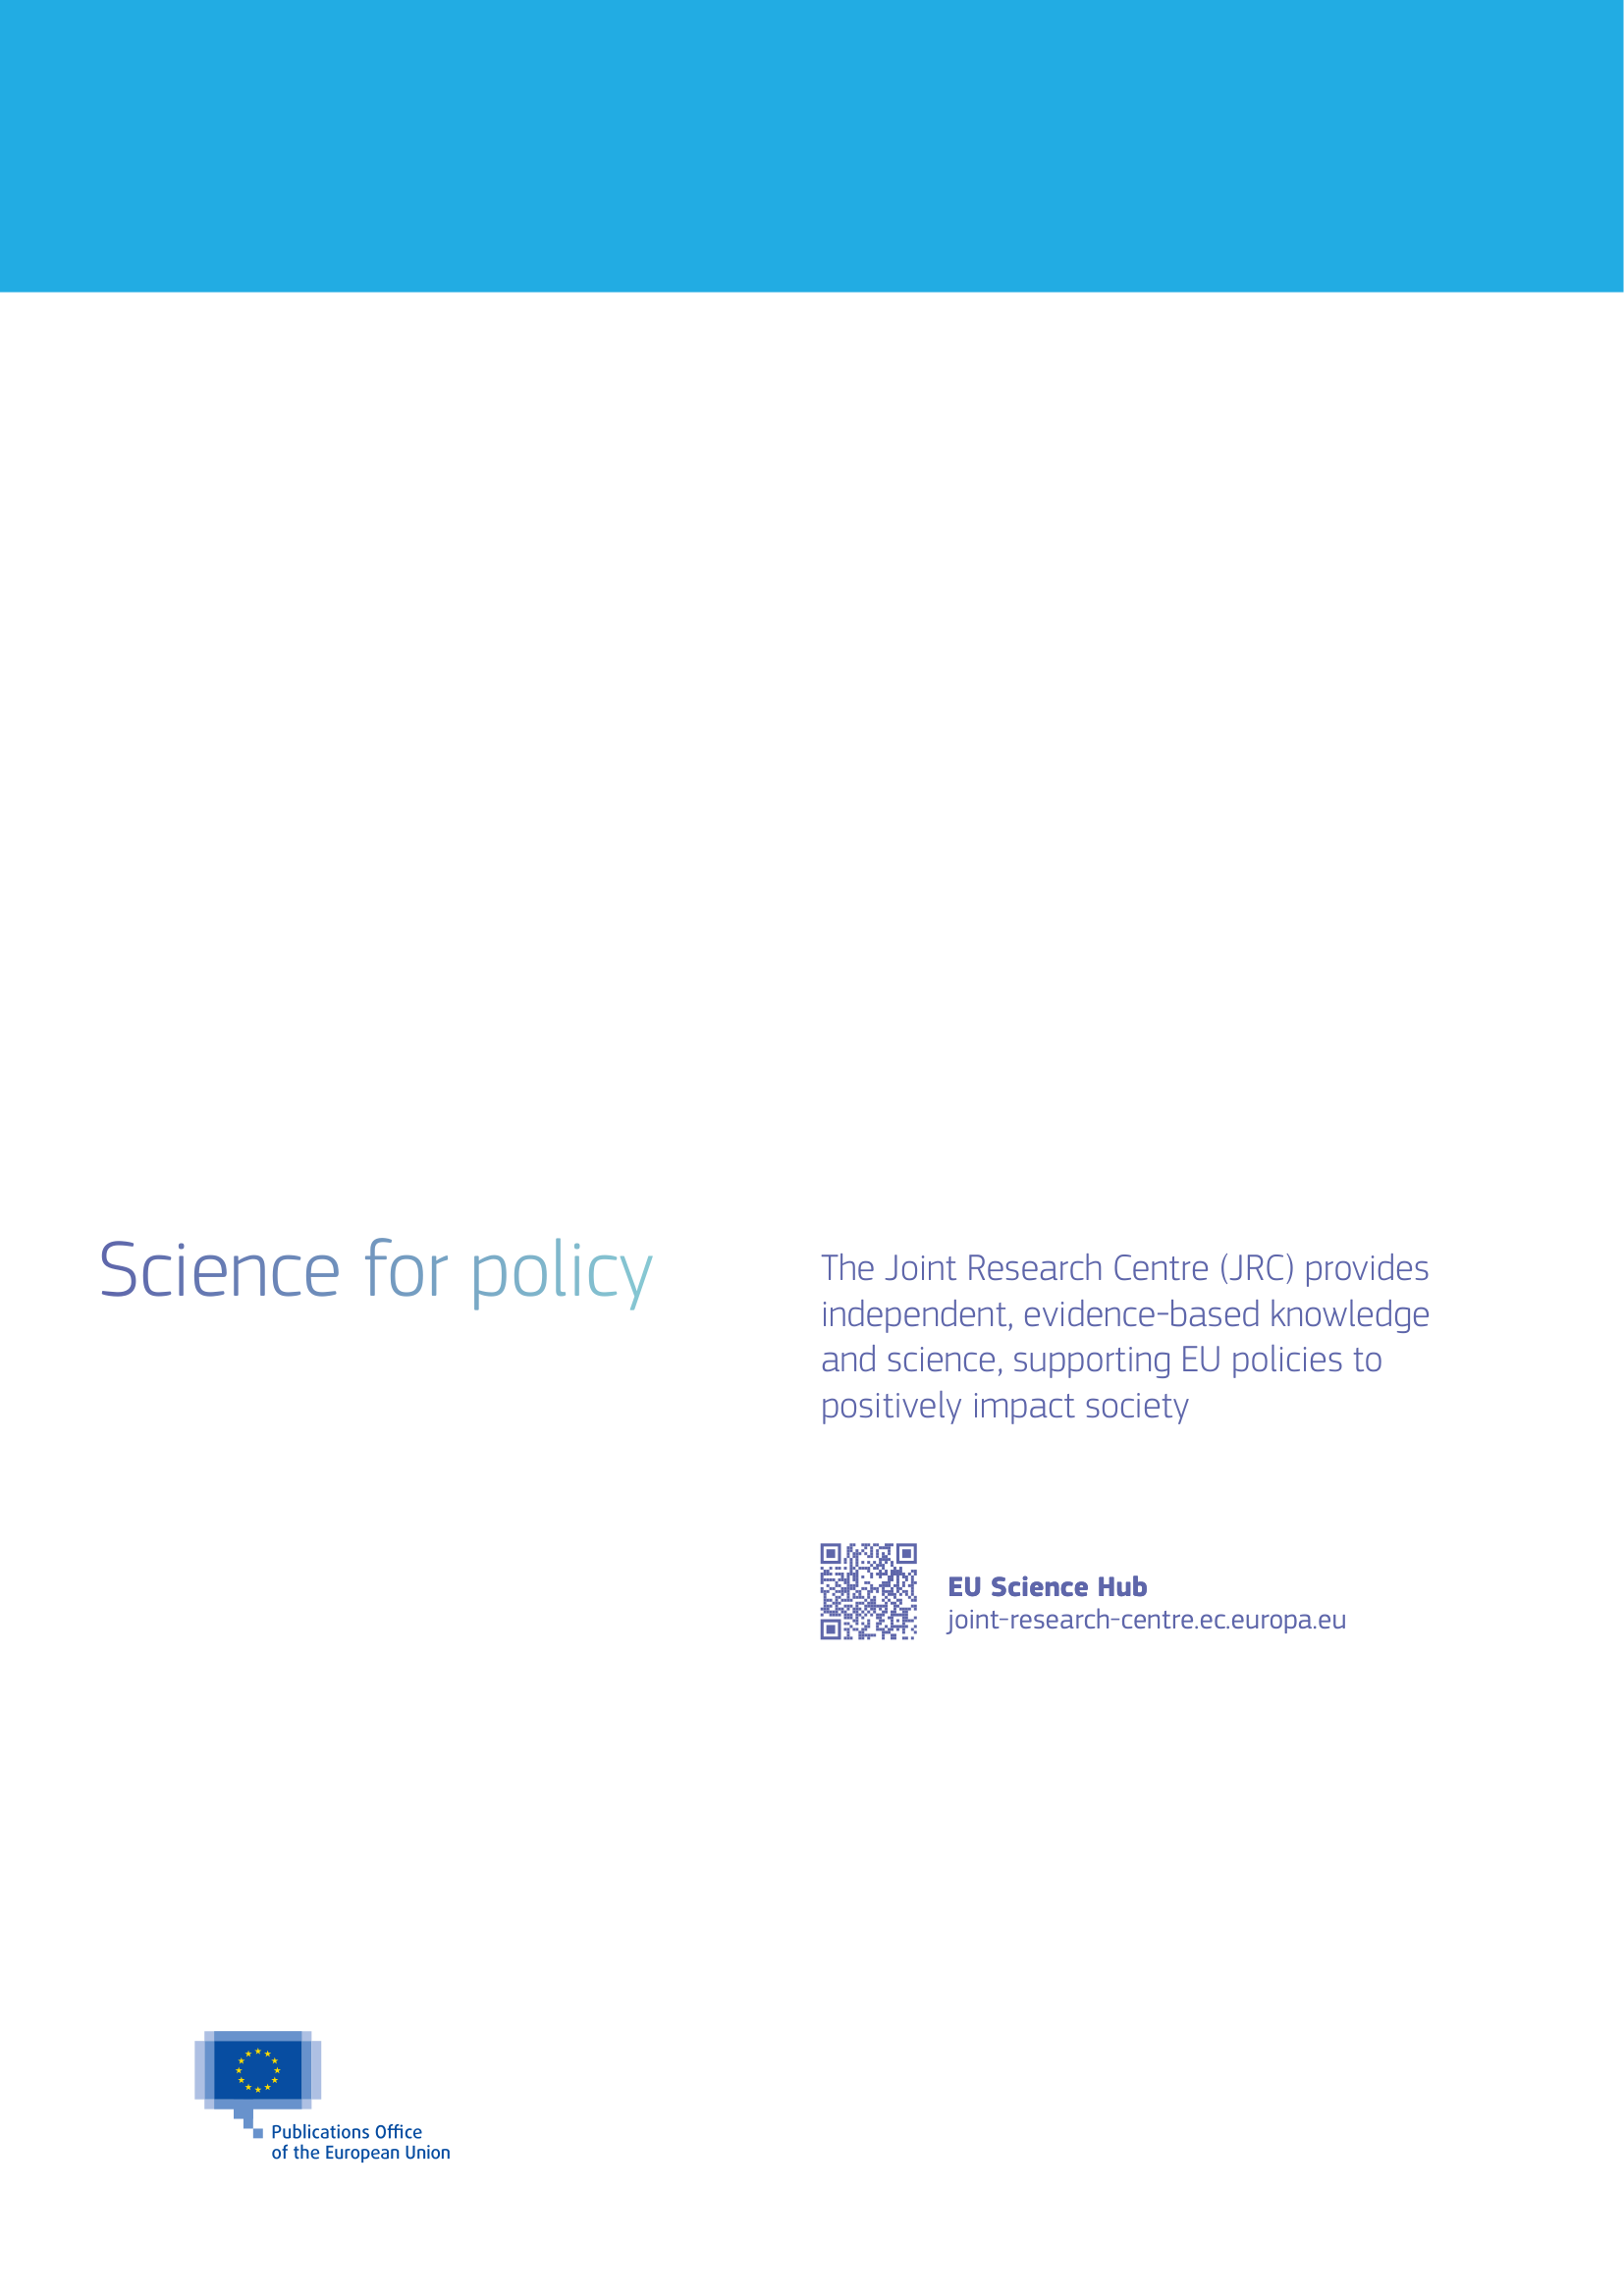 Science for policy
The Joint Research Centre (JRC) provides
independent, evidence-based knowledge
and science, supporting EU policies to
positively impact society
EU Science Hub
joint-research-centre.ec.europa.eu
Publications Office
of the European Union